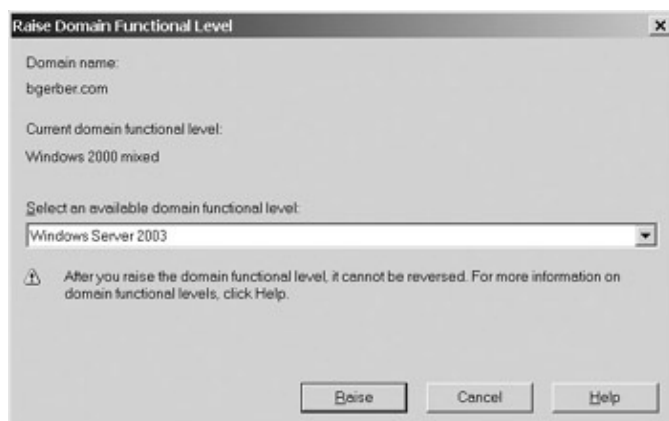 Raise Domain Functional Level
Domain name:
bgerber.com
Current domain functional level:
Windows 2000 mixed
Select an available domain functional level:
Windows Server 2003
After you raise the domain functional level, it cannot be reversed. For more information on
domain functional levels, click Help.
Raise
Cancel
Help